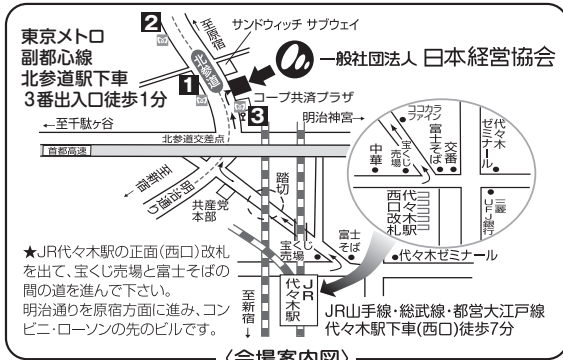 東京メトロ
副都心線
北参道駅下車
3番出入口徒歩1分
2
至原宿
サンドウィッチ サブウェイ
一般社団法人 日本経営協会
1
北参道
3
コープ共済プラザ
←至千駄ヶ谷
明治神宮→
北参道交差点
首都高速
至新宿
明治通り
共産党
本部
踏切
ココカラ
ファイン
中華
宝くじ
売場
富士そば
交番
代々木
ゼミナール
代々木駅
西口改札
三菱
UFJ銀行
宝くじ
売場
富士
そば
代々木ゼミナール
★JR代々木駅の正面(西口)改札
を出て、宝くじ売場と富士そばの
間の道を進んで下さい。
明治通りを原宿方面に進み、コン
ビニ・ローソンの先のビルです。
至新宿
JR
代々木駅
JR山手線・総武線・都営大江戸線
代々木駅下車(西口)徒歩7分
〈会場案内図〉